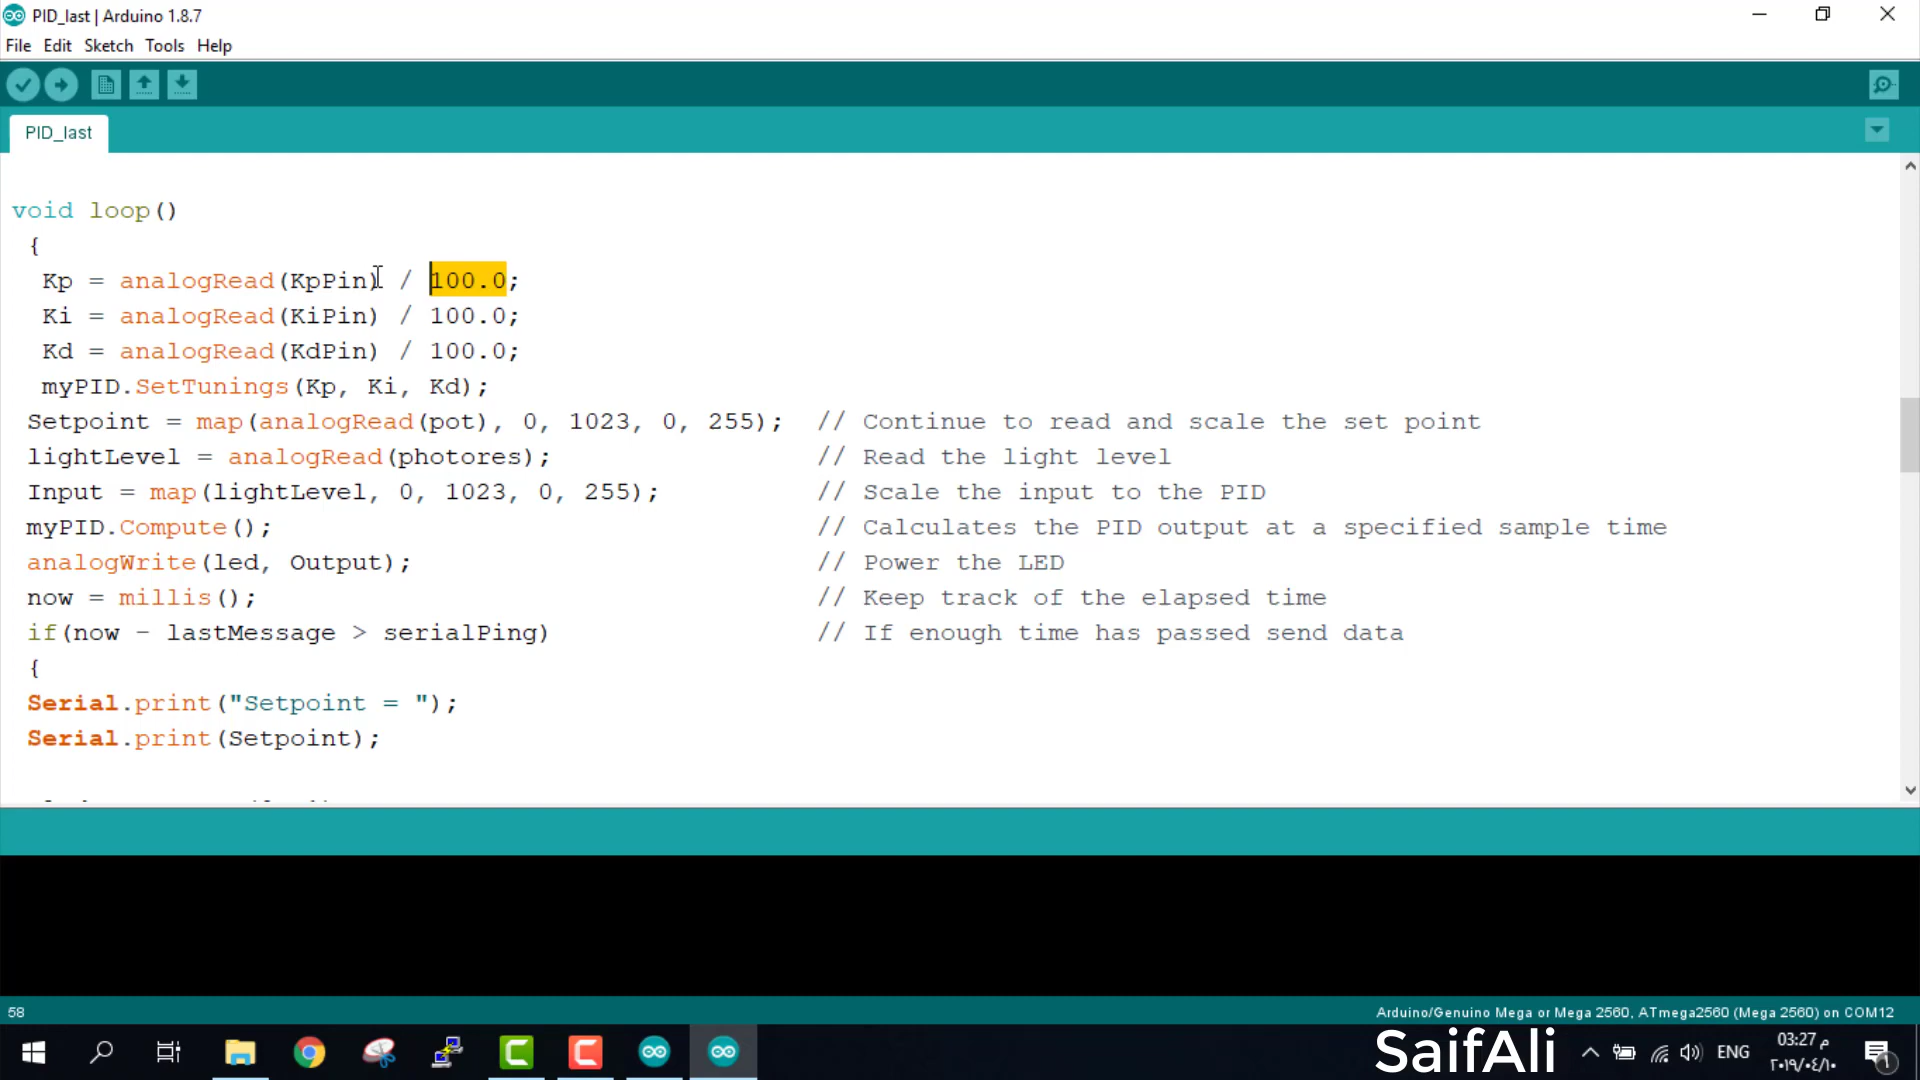 PID_last | Arduino 1.8.7
File Edit Sketch Tools Help
PID_last
void loop()
{
Kp = analogRead(KpPin) / 100.0;
Ki = analogRead(KiPin) / 100.0;
Kd = analogRead(KdPin) / 100.0;
myPID.SetTunings(Kp, Ki, Kd);
Setpoint = map(analogRead(pot), 0, 1023, 0, 255); // Continue to read and scale the set point
lightLevel = analogRead(photores); // Read the light level
Input = map(lightLevel, 0, 1023, 0, 255); // Scale the input to the PID
myPID.Compute(); // Calculates the PID output at a specified sample time
analogWrite(led, Output); // Power the LED
now = millis(); // Keep track of the elapsed time
if(now - lastMessage > serialPing) // If enough time has passed send data
{
Serial.print("Setpoint = ");
Serial.print(Setpoint);
58
Arduino/Genuino Mega or Mega 2560, ATmega2560 (Mega 2560) on COM12
SaifAli
ENG
03:27 م
٢٠١٩/٠٤/١٠
١